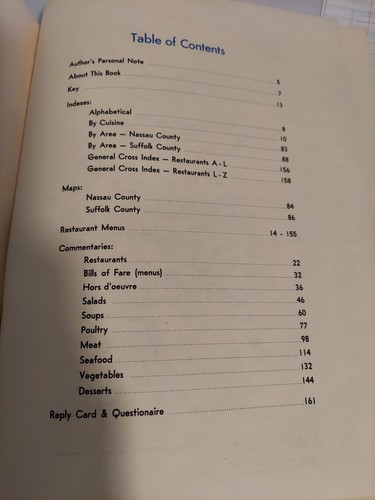 Table of Contents
Author's Personal Note 5
About This Book 7
Key 13
Indexes:
Alphabetical 8
By Cuisine 10
By Area — Nassau County 83
By Area — Suffolk County 88
General Cross Index — Restaurants A - L 156
General Cross Index — Restaurants L - Z 158
Maps:
Nassau County 84
Suffolk County 86
Restaurant Menus 14 - 155
Commentaries:
Restaurants 22
Bills of Fare (menus) 32
Hors d'oeuvre 36
Salads 46
Soups 60
Poultry 77
Meat 98
Seafood 114
Vegetables 132
Desserts 144
Reply Card & Questionaire 161